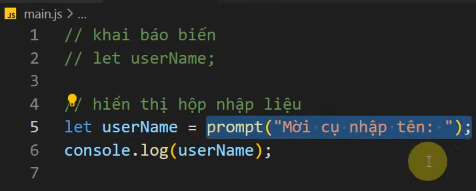 JS main.js > ...
1 // khai báo biến
2 // let userName;
3
4 // hiển thị hộp nhập liệu
5 let userName = prompt("Mời cụ nhập tên: ");
6 console.log(userName);
7